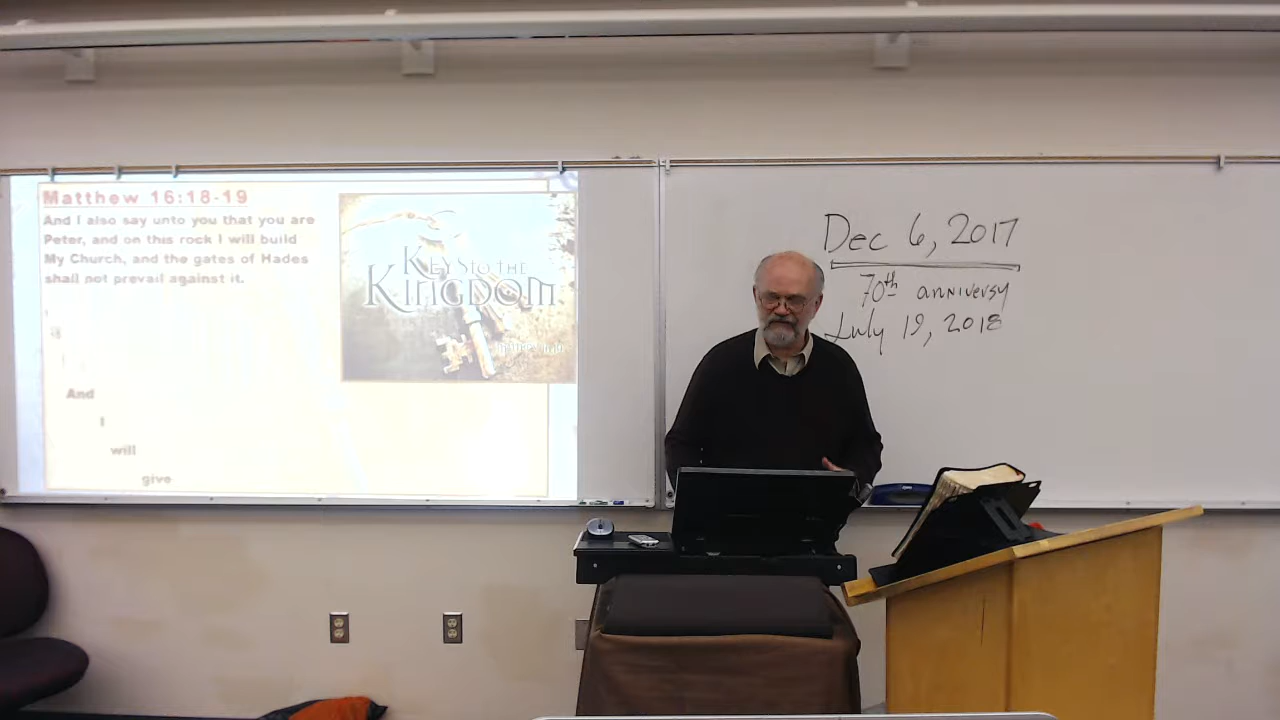 Matthew 16:18-19
And I also say unto you that you are
Peter, and on this rock I will build
My Church, and the gates of Hades
shall not prevail against it.
And
I
will
give
KEYS TO THE
KINGDOM
Dec 6, 2017
70th anniversy
July 19, 2018